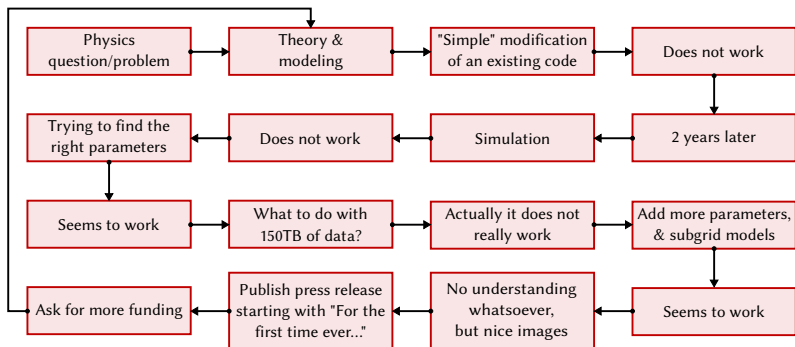 Physics
question/problem
Theory &
modeling
"Simple" modification
of an existing code
Does not work
2 years later
Simulation
Does not work
Trying to find the
right parameters
Seems to work
What to do with
150TB of data?
Actually it does not
really work
Add more parameters,
& subgrid models
Seems to work
No understanding
whatsoever,
but nice images
Publish press release
starting with "For the
first time ever..."
Ask for more funding